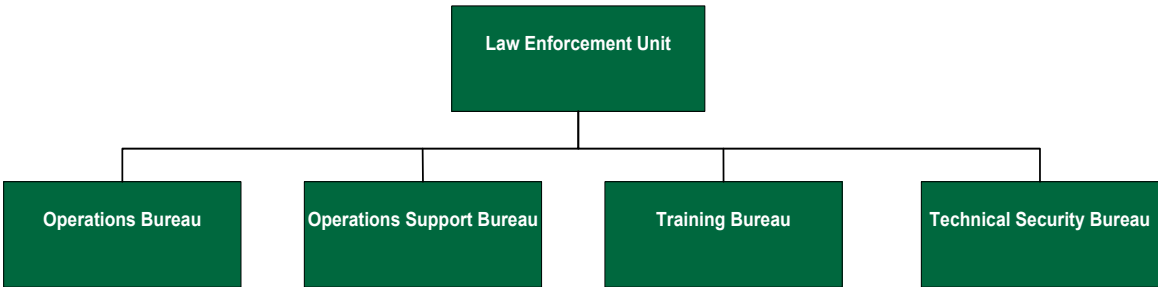 Law Enforcement Unit
Operations Bureau
Operations Support Bureau
Training Bureau
Technical Security Bureau